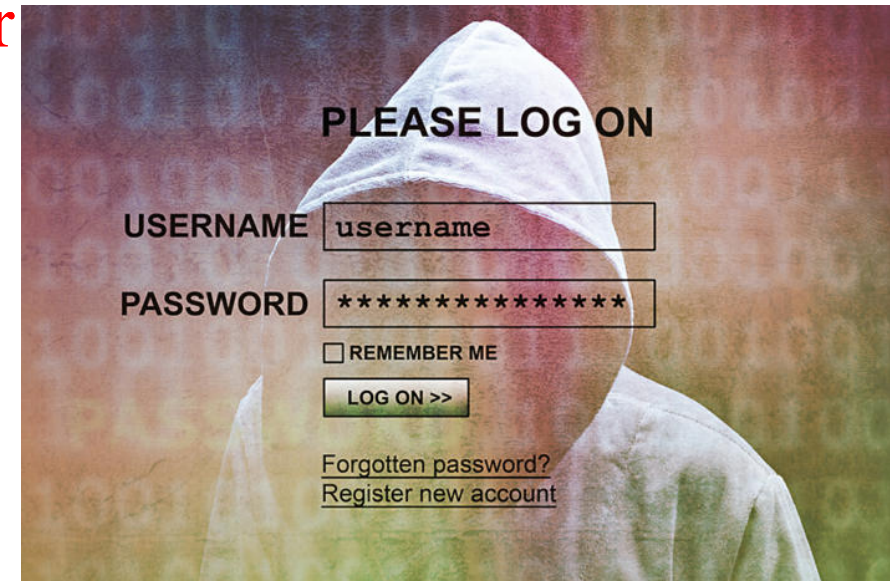 r
PLEASE LOG ON
USERNAME username
PASSWORD ***************
REMEMBER ME
LOG ON >>
Forgotten password?
Register new account